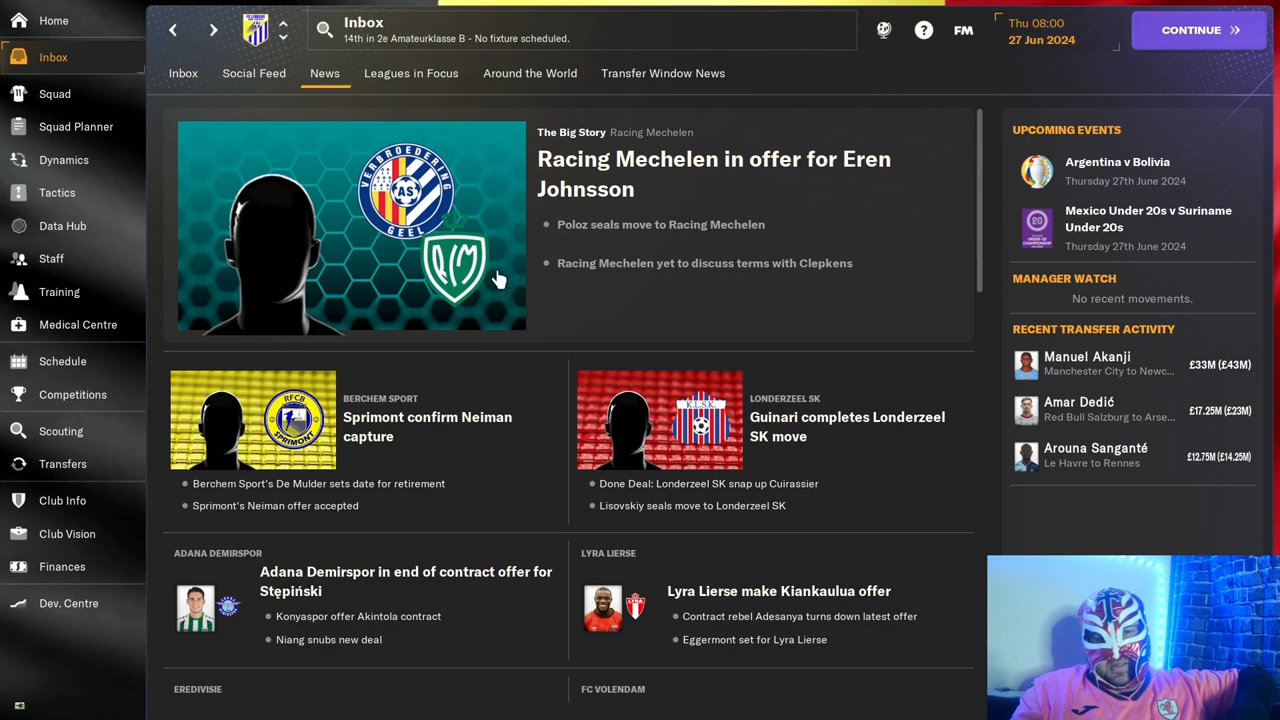 Home
Inbox
Squad
Squad Planner
Dynamics
Tactics
Data Hub
Staff
Training
Medical Centre
Schedule
Competitions
Scouting
Transfers
Club Info
Club Vision
Finances
Dev. Centre
Inbox
14th in 2e Amateurklasse B - No fixture scheduled.
?
FM
Thu 08:00
27 Jun 2024
CONTINUE
Inbox
Social Feed
News
Leagues in Focus
Around the World
Transfer Window News
VERBROEDERING
AS
GEEL
The Big Story Racing Mechelen
Racing Mechelen in offer for Eren
Johnsson
Poloz seals move to Racing Mechelen
Racing Mechelen yet to discuss terms with Clepkens
RFCB
SPRIMONT
BERCHEM SPORT
Sprimont confirm Neiman
capture
Berchem Sport's De Mulder sets date for retirement
Sprimont's Neiman offer accepted
KLSK
LONDERZEEL SK
Guinari completes Londerzeel
SK move
Done Deal: Londerzeel SK snap up Cuirassier
Lisovskiy seals move to Londerzeel SK
ADANA DEMIRSPOR
Adana Demirspor in end of contract offer for
Stępiński
Konyaspor offer Akintola contract
Niang snubs new deal
LYRA LIERSE
Lyra Lierse make Kiankaulua offer
Contract rebel Adesanya turns down latest offer
Eggermont set for Lyra Lierse
EREDIVISIE
FC VOLENDAM
UPCOMING EVENTS
Argentina v Bolivia
Thursday 27th June 2024
Mexico Under 20s v Suriname
Under 20s
Thursday 27th June 2024
MANAGER WATCH
No recent movements.
RECENT TRANSFER ACTIVITY
Manuel Akanji
Manchester City to Newc...
£33M (£43M)
Amar Dedić
Red Bull Salzburg to Arse...
£17.25M (£23M)
Arouna Sanganté
Le Havre to Rennes
£12.75M (£14.25M)